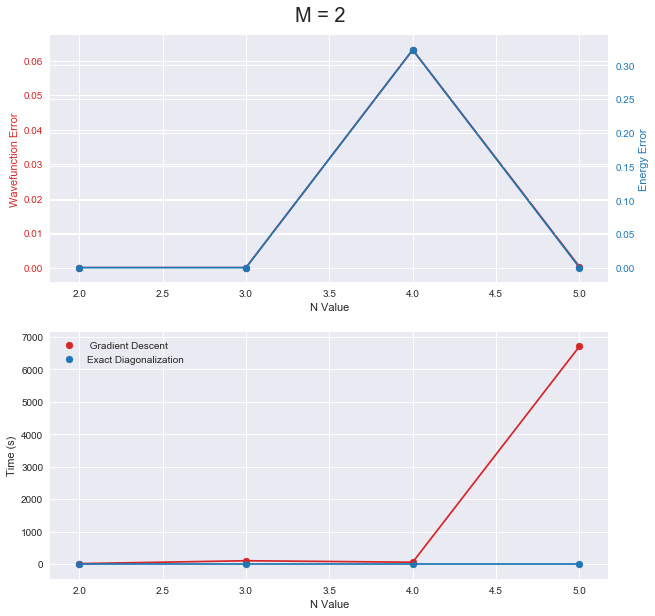 M = 2
0.06
0.05
0.04
0.03
0.02
0.01
0.00
Wavefunction Error
0.30
0.25
0.20
0.15
0.10
0.05
0.00
Energy Error
2.0 2.5 3.0 3.5 4.0 4.5 5.0
N Value
Gradient Descent
Exact Diagonalization
7000
6000
5000
4000
3000
2000
1000
0
Time (s)
2.0 2.5 3.0 3.5 4.0 4.5 5.0
N Value